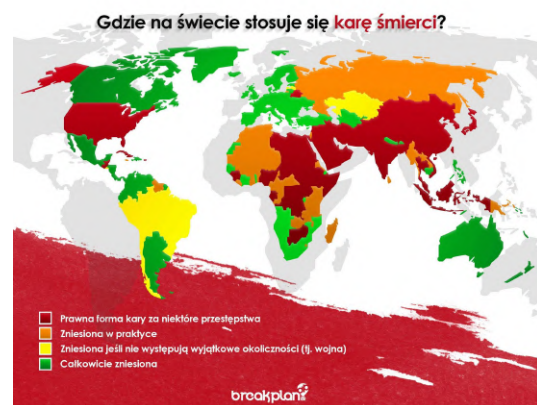 Gdzie na świecie stosuje się karę śmierci?
Prawna forma kary za niektóre przestępstwa
Zniesiona w praktyce
Zniesiona jeśli nie występują wyjątkowe okoliczności (tj. wojna)
Całkowicie zniesiona
breakplan